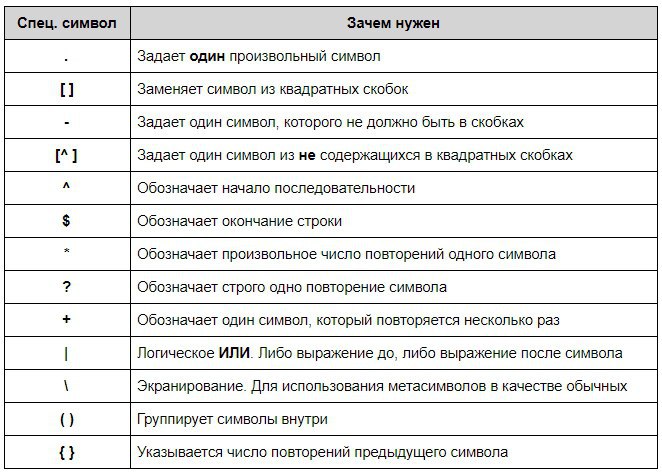 Спец. символ Зачем нужен
. Задает один произвольный символ
[ ] Заменяет символ из квадратных скобок
- Задает один символ, которого не должно быть в скобках
[^ ] Задает один символ из не содержащихся в квадратных скобках
^ Обозначает начало последовательности
$ Обозначает окончание строки
* Обозначает произвольное число повторений одного символа
? Обозначает строго одно повторение символа
+ Обозначает один символ, который повторяется несколько раз
| Логическое ИЛИ. Либо выражение до, либо выражение после символа
\ Экранирование. Для использования метасимволов в качестве обычных
( ) Группирует символы внутри
{ } Указывается число повторений предыдущего символа